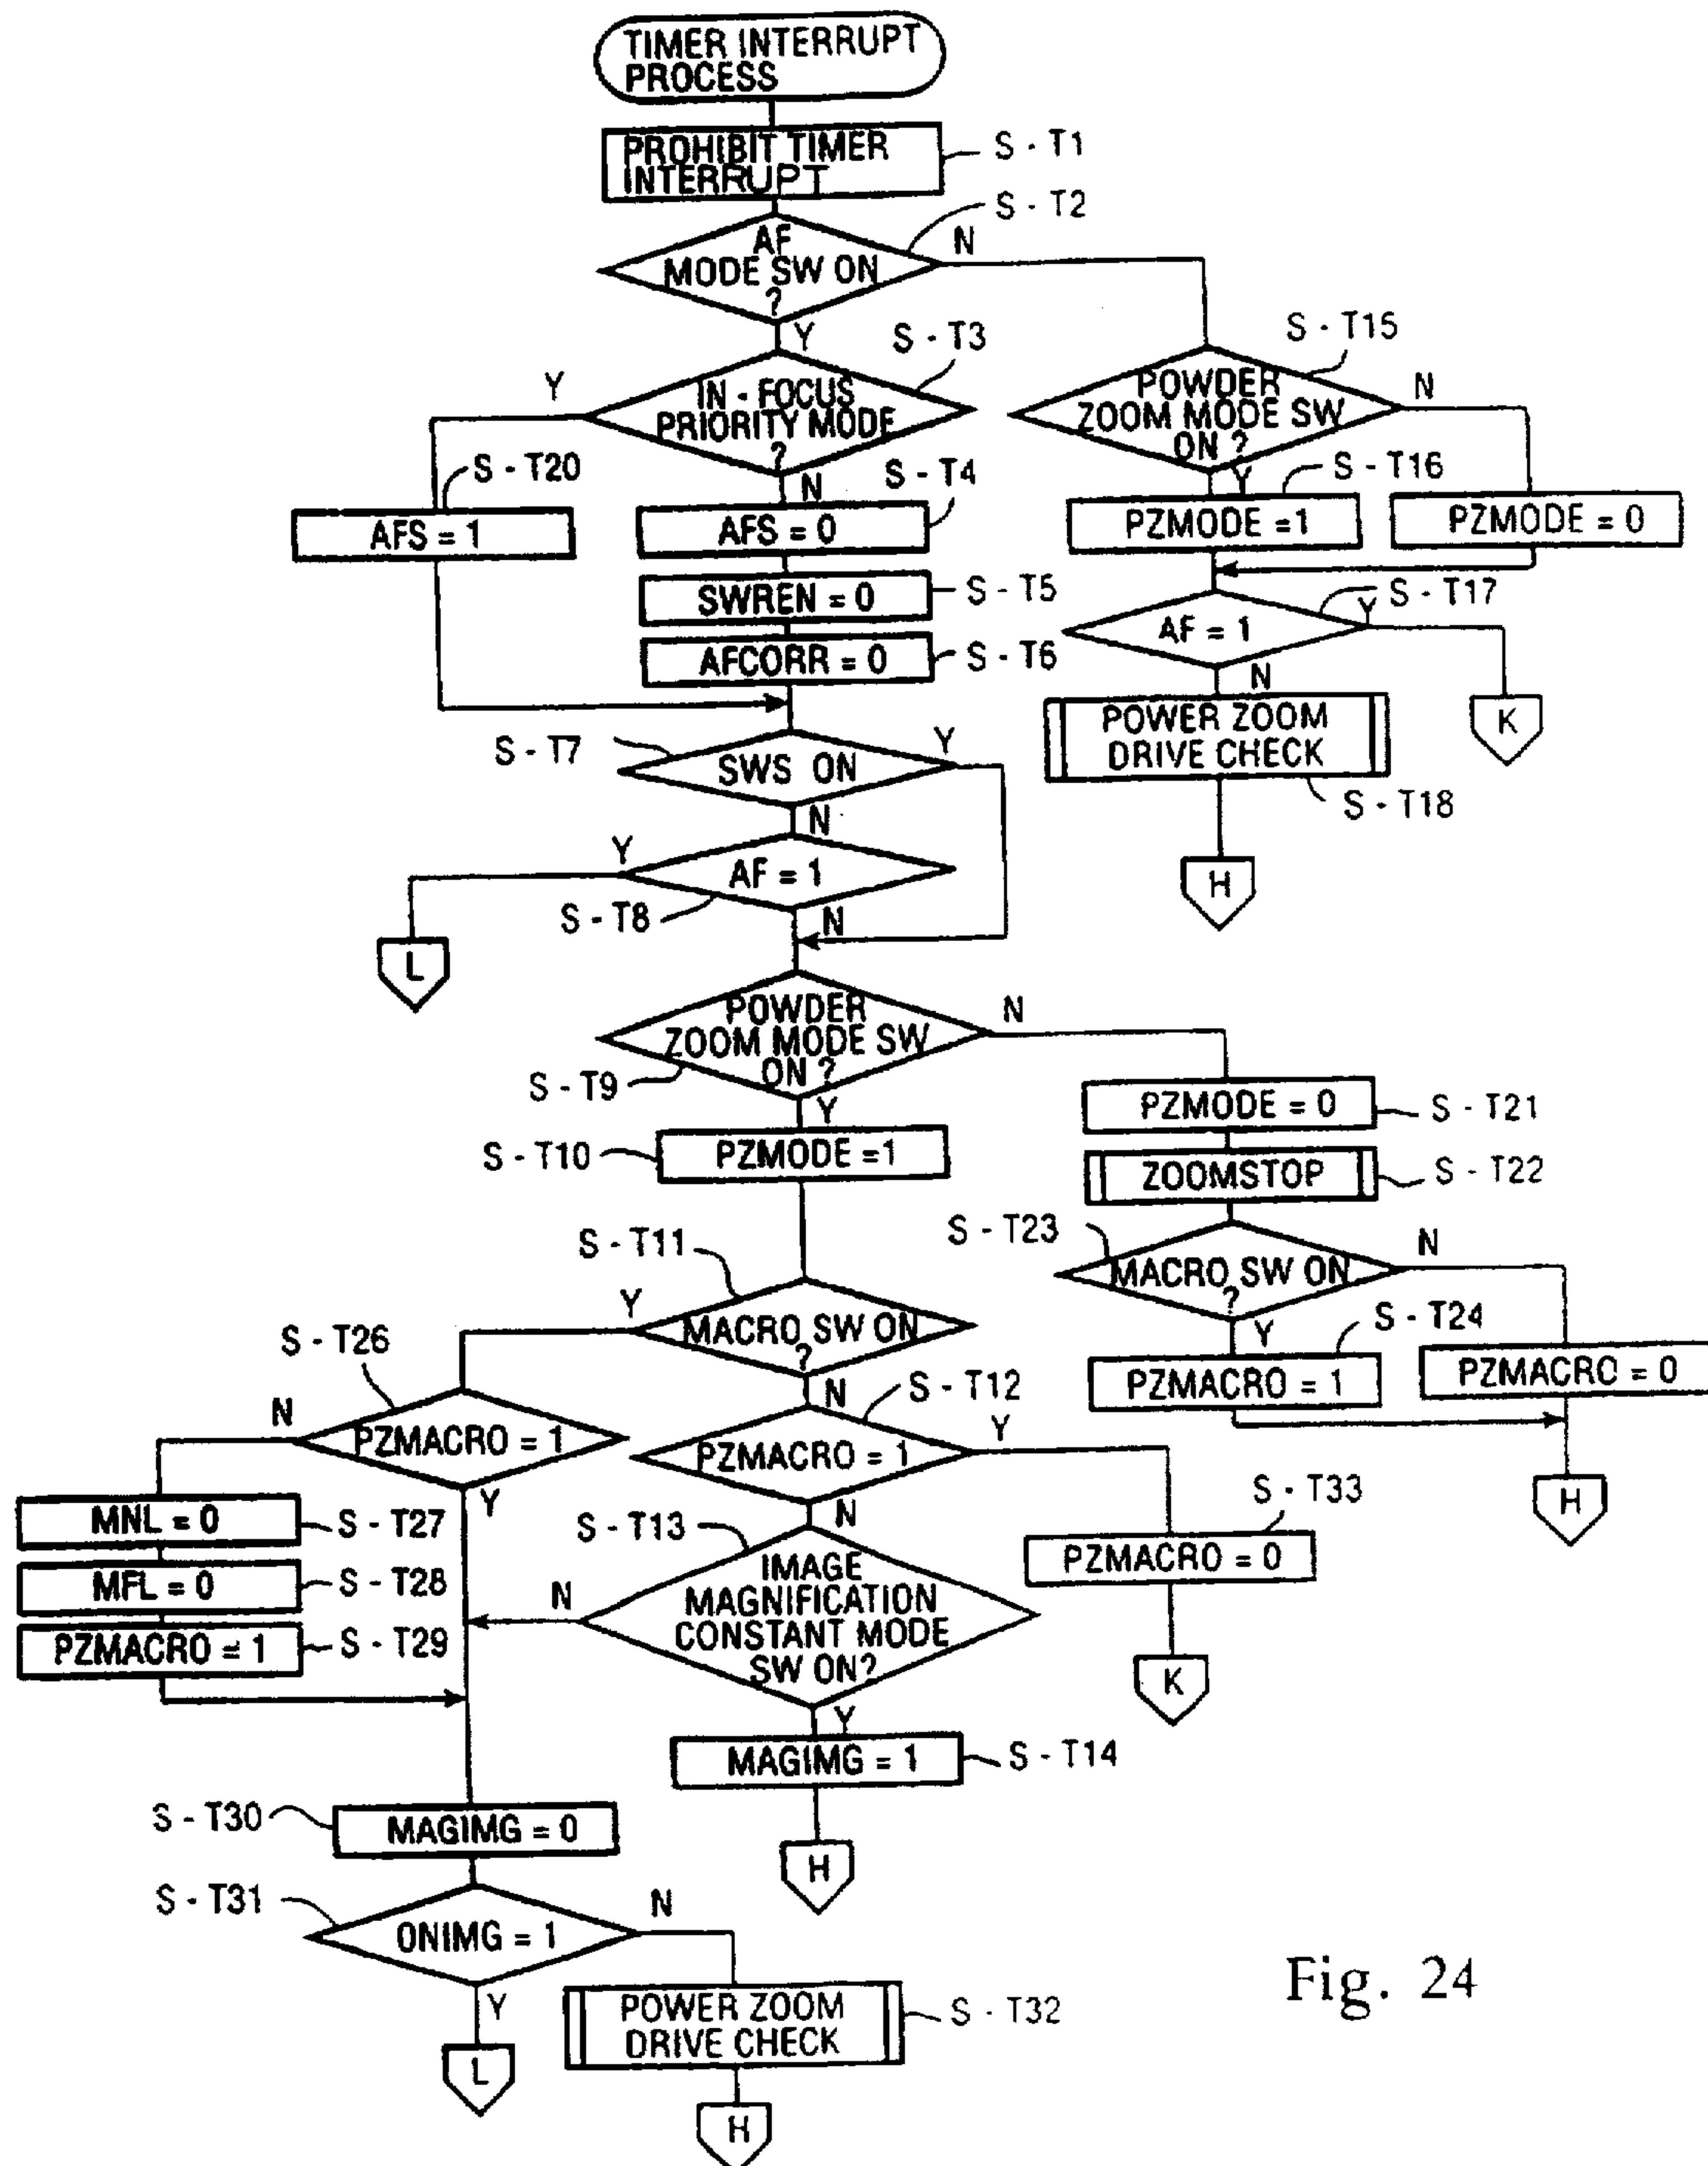 TIMER INTERRUPT
PROCESS
PROHIBIT TIMER
INTERRUPT
S - T1
S - T2
AF
MODE SW ON
?
N
Y
S - T3
S - T15
IN - FOCUS
PRIORITY MODE
?
Y
N
POWDER
ZOOM MODE SW
ON ?
N
Y
S - T20
S - T4
S - T16
AFS = 1
AFS = 0
PZMODE =1
PZMODE = 0
SWREN = 0
S - T5
S - T17
AFCORR = 0
S - T6
AF = 1
Y
N
POWER ZOOM
DRIVE CHECK
K
S - T7
SWS ON
Y
N
S - T18
AF = 1
Y
S - T8
N
H
L
POWDER
ZOOM MODE SW
ON ?
N
S - T9
Y
PZMODE = 0
S - T21
S - T10
PZMODE =1
ZOOMSTOP
S - T22
S - T11
S - T23
MACRO SW ON
?
N
Y
MACRO SW ON
?
Y
N
S - T24
S - T26
S - T12
PZMACRO = 1
PZMACRO = 0
PZMACRO = 1
N
Y
PZMACRO = 1
Y
N
H
MNL = 0
S - T27
S - T13
S - T33
MFL = 0
S - T28
IMAGE
MAGNIFICATION
CONSTANT MODE
SW ON?
N
Y
PZMACRO = 0
PZMACRO = 1
S - T29
K
MAGIMG = 1
S - T14
S - T30
MAGIMG = 0
H
S - T31
ONIMG = 1
N
Y
POWER ZOOM
DRIVE CHECK
S - T32
L
H
Fig. 24